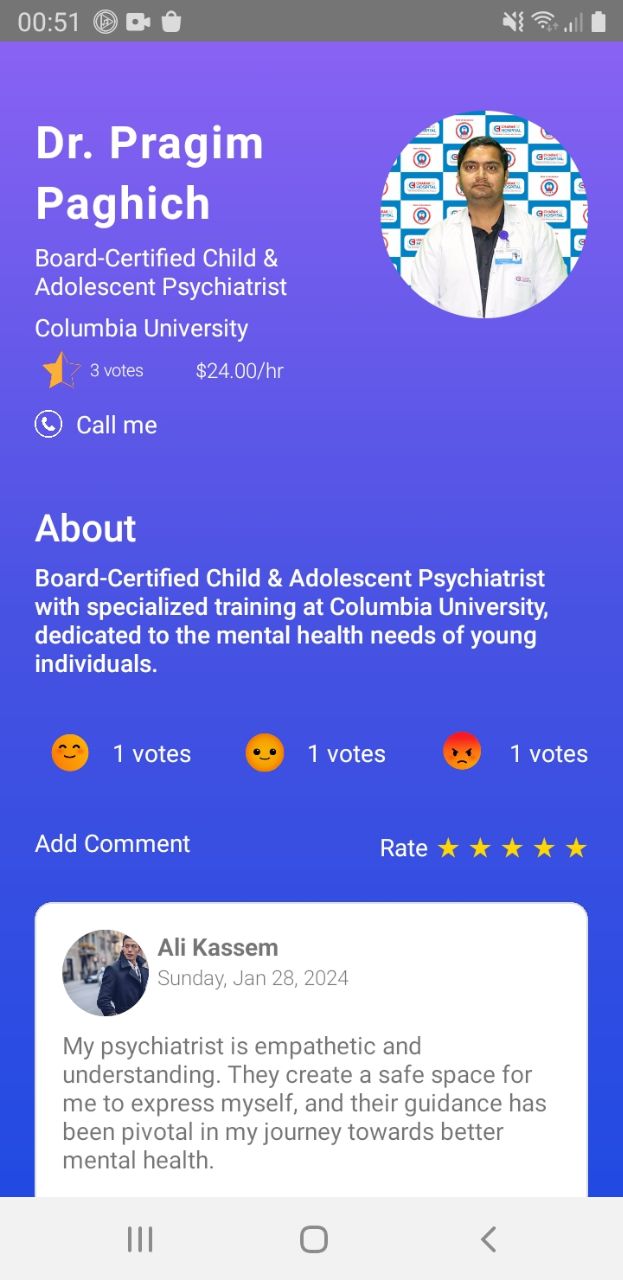 00:51
Dr. Pragim
Paghich
Board-Certified Child &
Adolescent Psychiatrist
Columbia University
3 votes $24.00/hr
Call me
About
Board-Certified Child & Adolescent Psychiatrist
with specialized training at Columbia University,
dedicated to the mental health needs of young
individuals.
1 votes 1 votes 1 votes
Add Comment
Rate
Ali Kassem
Sunday, Jan 28, 2024
My psychiatrist is empathetic and
understanding. They create a safe space for
me to express myself, and their guidance has
been pivotal in my journey towards better
mental health.